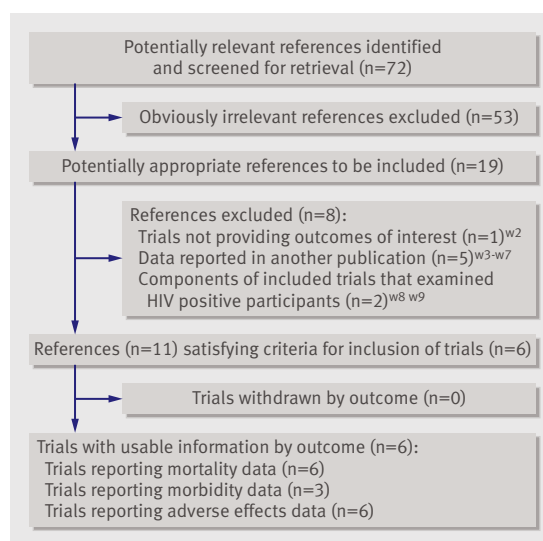 Potentially relevant references identified
and screened for retrieval (n=72)
Obviously irrelevant references excluded (n=53)
Potentially appropriate references to be included (n=19)
References excluded (n=8):
Trials not providing outcomes of interest (n=1)w2
Data reported in another publication (n=5)w3-w7
Components of included trials that examined
HIV positive participants (n=2)w8 w9
References (n=11) satisfying criteria for inclusion of trials (n=6)
Trials withdrawn by outcome (n=0)
Trials with usable information by outcome (n=6):
Trials reporting mortality data (n=6)
Trials reporting morbidity data (n=3)
Trials reporting adverse effects data (n=6)